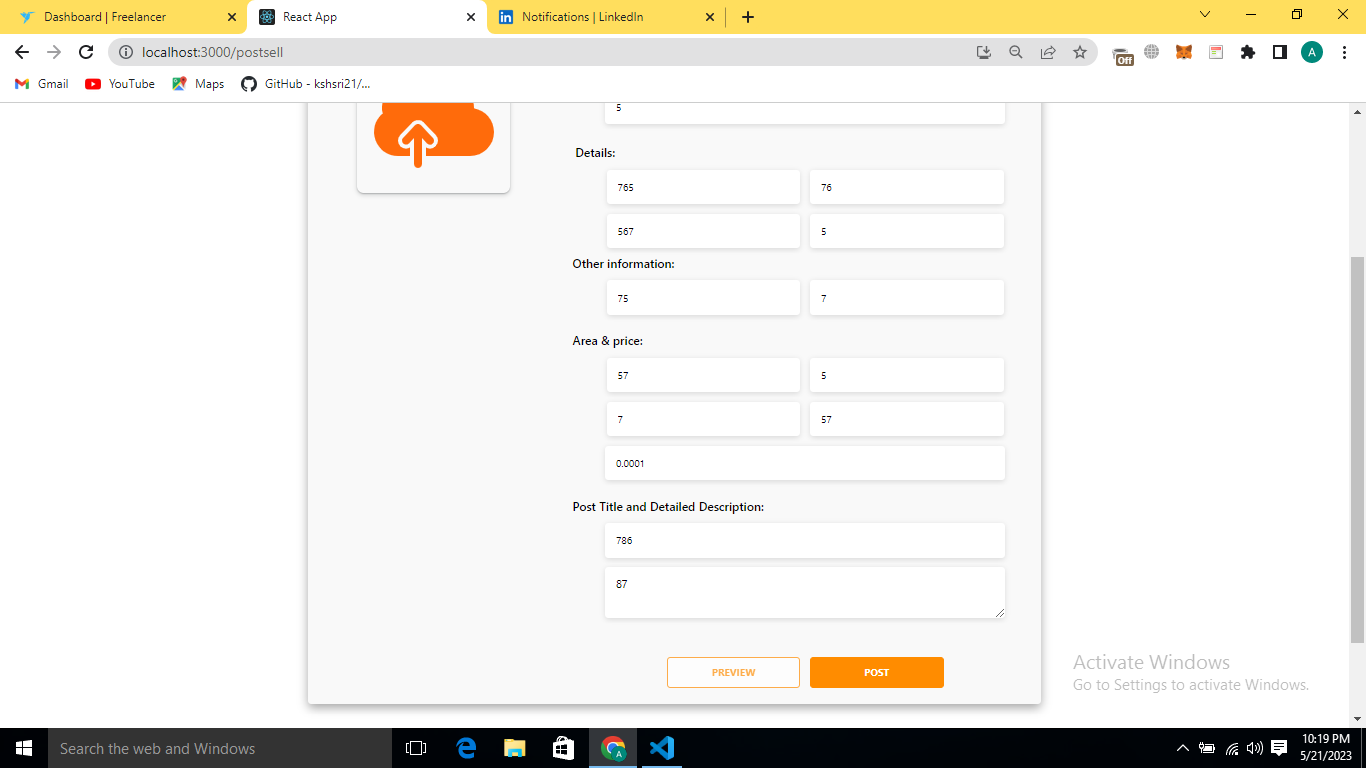 Dashboard | Freelancer
React App
Notifications | LinkedIn
localhost:3000/postsell
Off
A
Gmail
YouTube
Maps
GitHub - kshsri21/...
5
Details:
765
76
567
5
Other information:
75
7
Area & price:
57
5
7
57
0.0001
Post Title and Detailed Description:
786
87
PREVIEW
POST
Activate Windows
Go to Settings to activate Windows.
Search the web and Windows
A
10:19 PM
5/21/2023